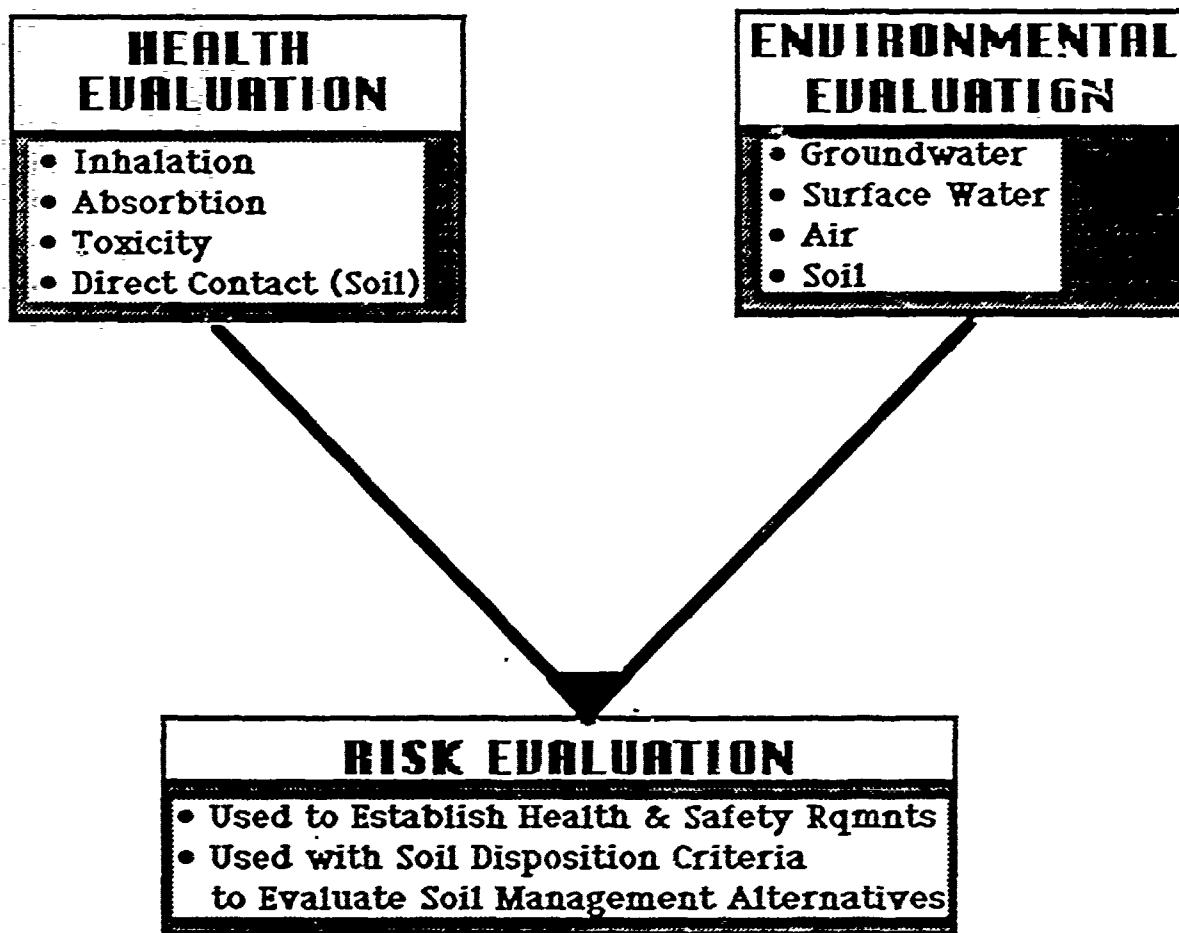 HEALTH
EVALUATION
• Inhalation
• Absorbtion
• Toxicity
• Direct Contact (Soil)
ENVIRONMENTAL
EVALUATION
• Groundwater
• Surface Water
• Air
• Soil
RISK EVALUATION
• Used to Establish Health & Safety Rqmnts
• Used with Soil Disposition Criteria
to Evaluate Soil Management Alternatives